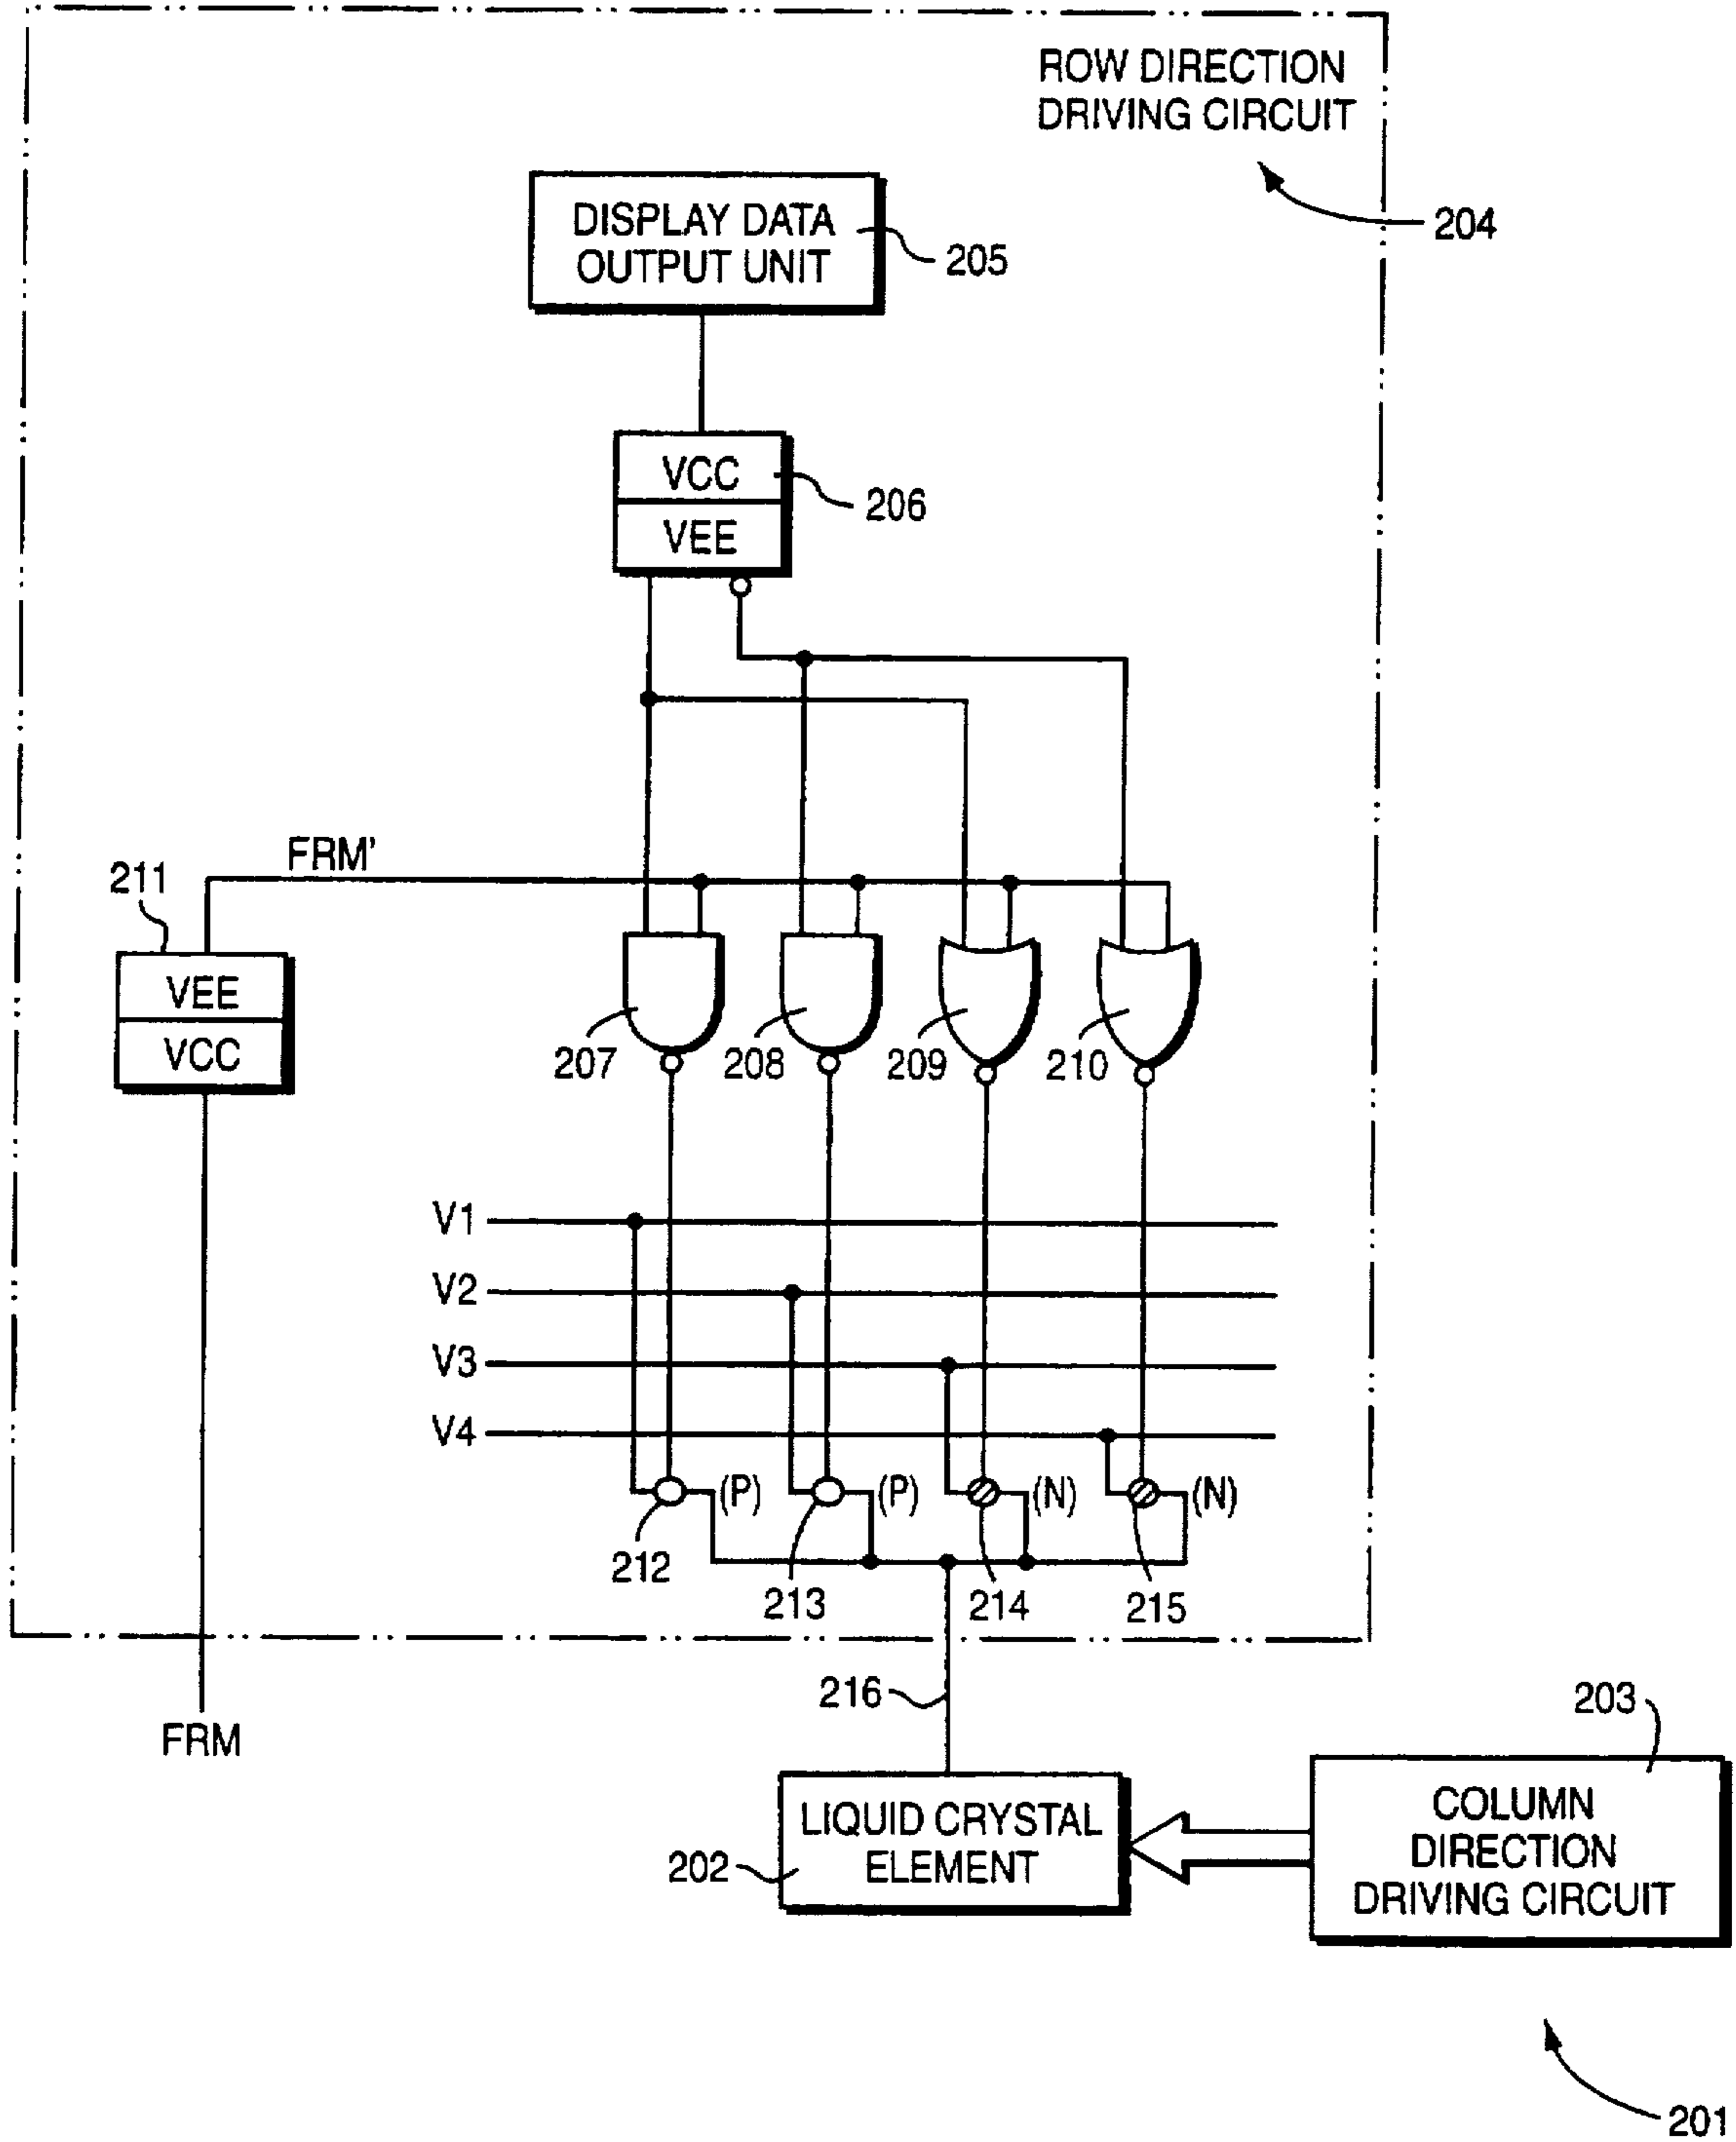 ROW DIRECTION
DRIVING CIRCUIT
204
DISPLAY DATA
OUTPUT UNIT
205
VCC
VEE
206
FRM'
211
VEE
VCC
207
208
209
210
V1
V2
V3
V4
(P)
(P)
(N)
(N)
212
213
214
215
216
FRM
203
LIQUID CRYSTAL
ELEMENT
202
COLUMN
DIRECTION
DRIVING CIRCUIT
201